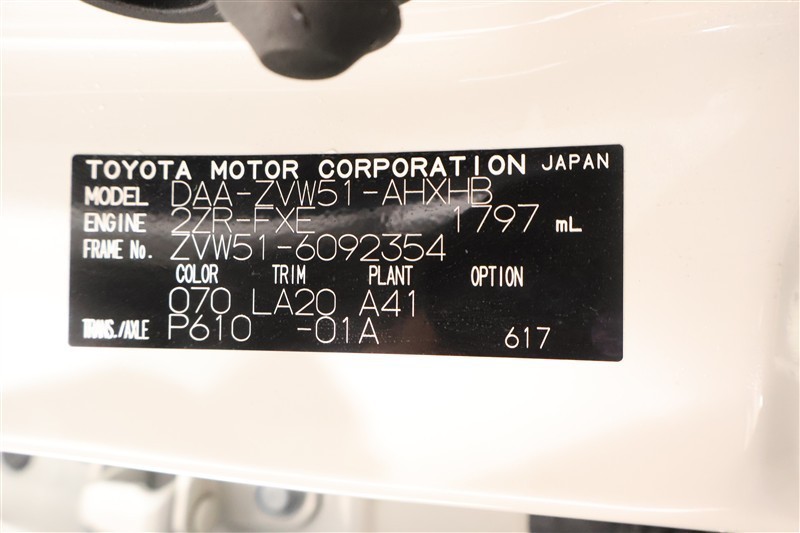 TOYOTA MOTOR CORPORATION JAPAN
MODEL DAA-ZVW51-AHXHB
ENGINE 2ZR-FXE 1797 mL
FRAME No. ZVW51-6092354
COLOR TRIM PLANT OPTION
070 LA20 A41
TRANS./AXLE P610 -01A 617